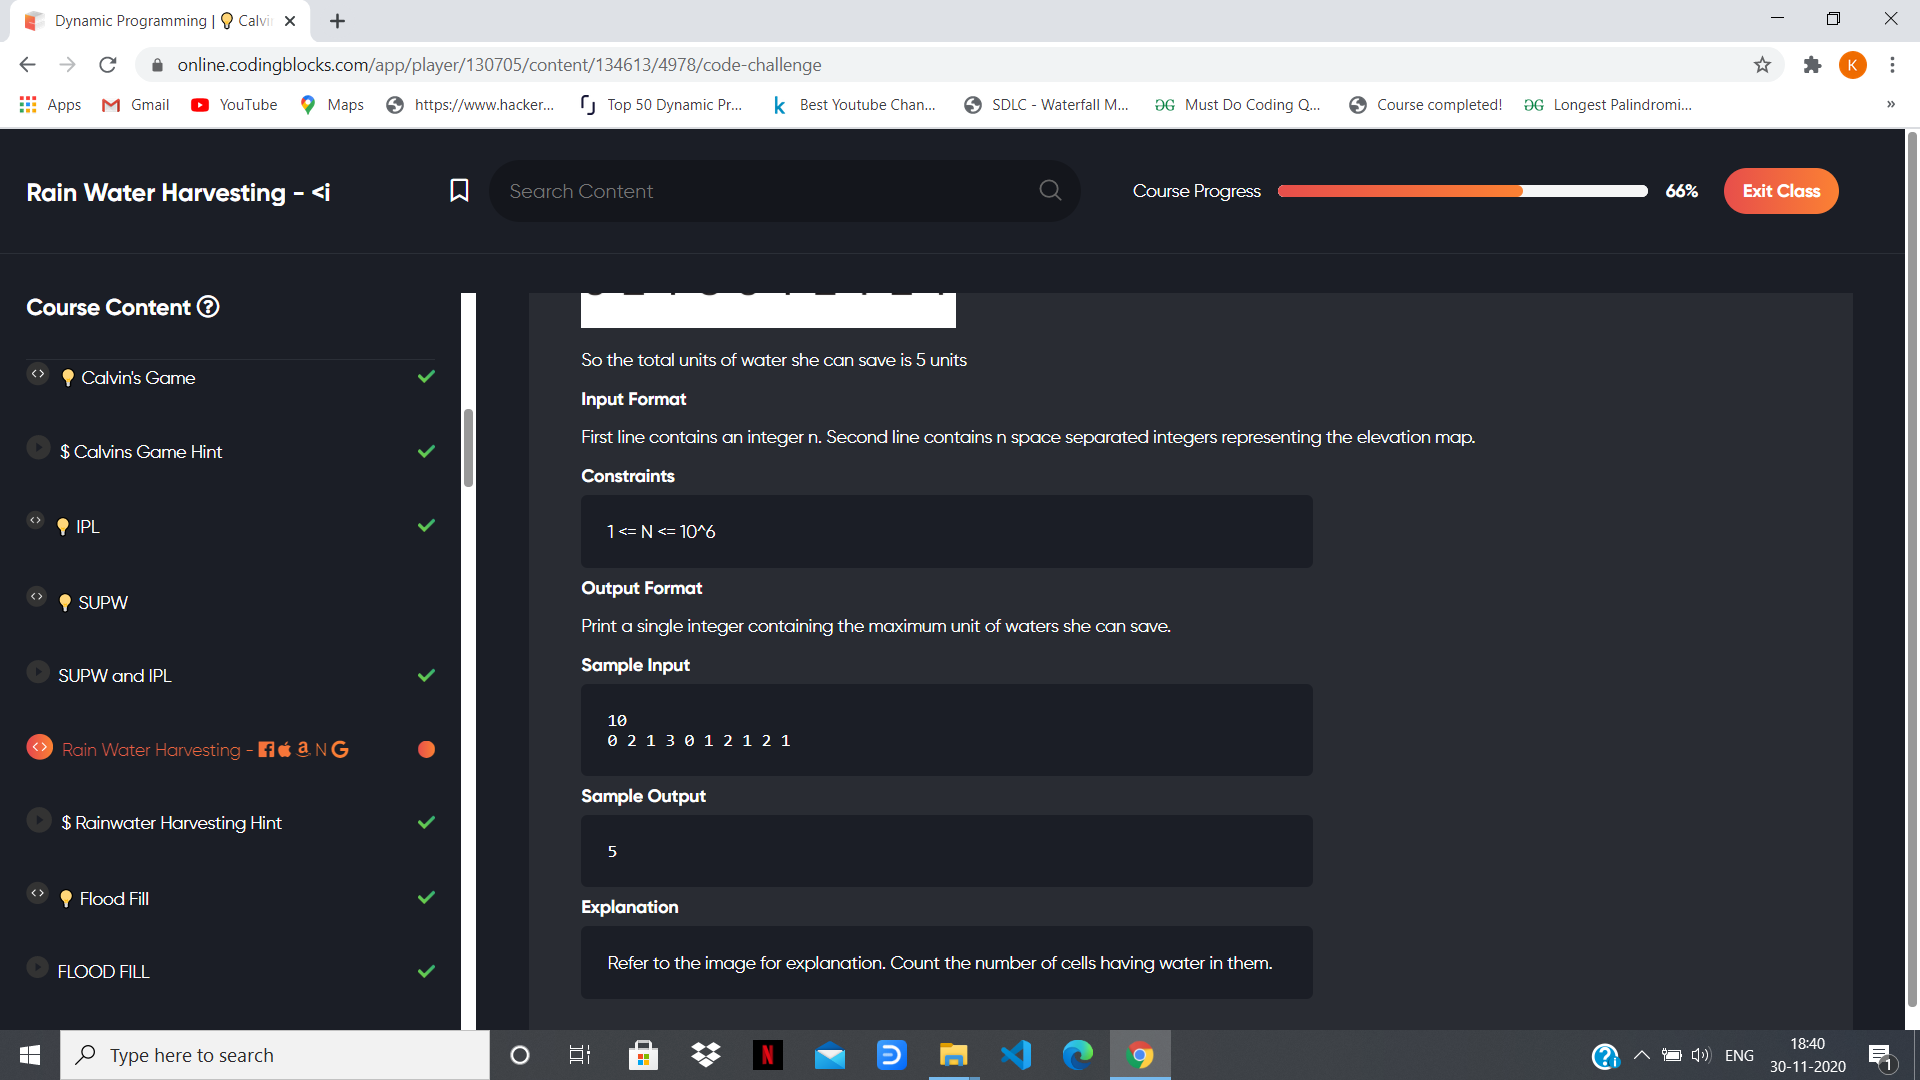 Dynamic Programming | 💡 Calvi
online.codingblocks.com/app/player/130705/content/134613/4978/code-challenge
K
Apps
Gmail
YouTube
Maps
https://www.hacker...
Top 50 Dynamic Pr...
Best Youtube Chan...
SDLC - Waterfall M...
Must Do Coding Q...
Course completed!
Longest Palindromi...
»
Rain Water Harvesting - <i
Search Content
Course Progress
66%
Exit Class
Course Content
💡 Calvin's Game
$ Calvins Game Hint
💡 IPL
💡 SUPW
SUPW and IPL
Rain Water Harvesting - N
$ Rainwater Harvesting Hint
💡 Flood Fill
FLOOD FILL
So the total units of water she can save is 5 units
Input Format
First line contains an integer n. Second line contains n space separated integers representing the elevation map.
Constraints
1 <= N <= 10^6
Output Format
Print a single integer containing the maximum unit of waters she can save.
Sample Input
10
0 2 1 3 0 1 2 1 2 1
Sample Output
5
Explanation
Refer to the image for explanation. Count the number of cells having water in them.
Type here to search
ENG
18:40
30-11-2020
1